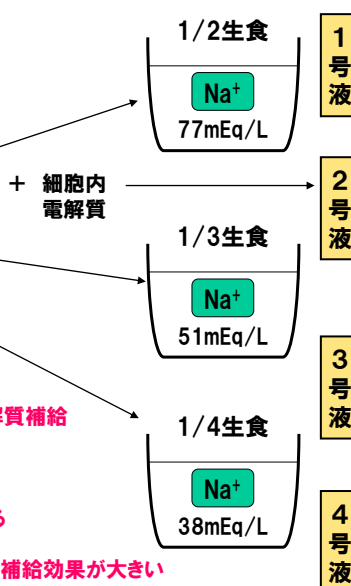 1/2生食
Na⁺
77mEq/L
1
号
液
+ 細胞内
電解質
2
号
液
1/3生食
Na⁺
51mEq/L
3
号
液
質補給
1/4生食
Na⁺
38mEq/L
補給効果が大きい
4
号
液